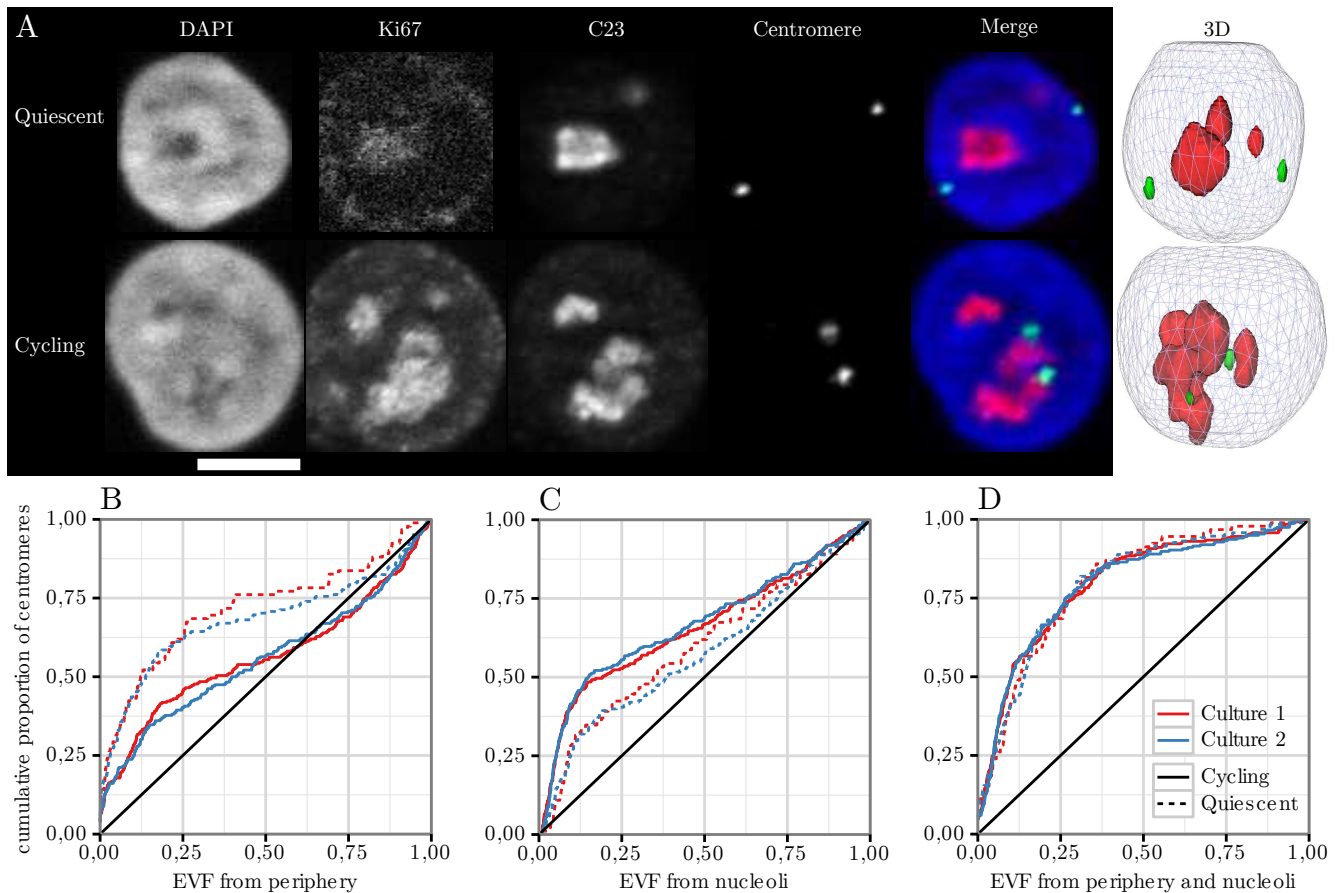 A
DAPI Ki67 C23 Centromere Merge 3D
Quiescent
Cycling
B C D
cumulative proportion of centromeres
1,00 1,00 1,00
0,75 0,75 0,75
0,50 0,50 0,50
0,25 0,25 0,25
0,00 0,00 0,00
Culture 1
Culture 2
Cycling
Quiescent
0,00 0,25 0,50 0,75 1,00 0,00 0,25 0,50 0,75 1,00 0,00 0,25 0,50 0,75 1,00
EVF from periphery EVF from nucleoli EVF from periphery and nucleoli